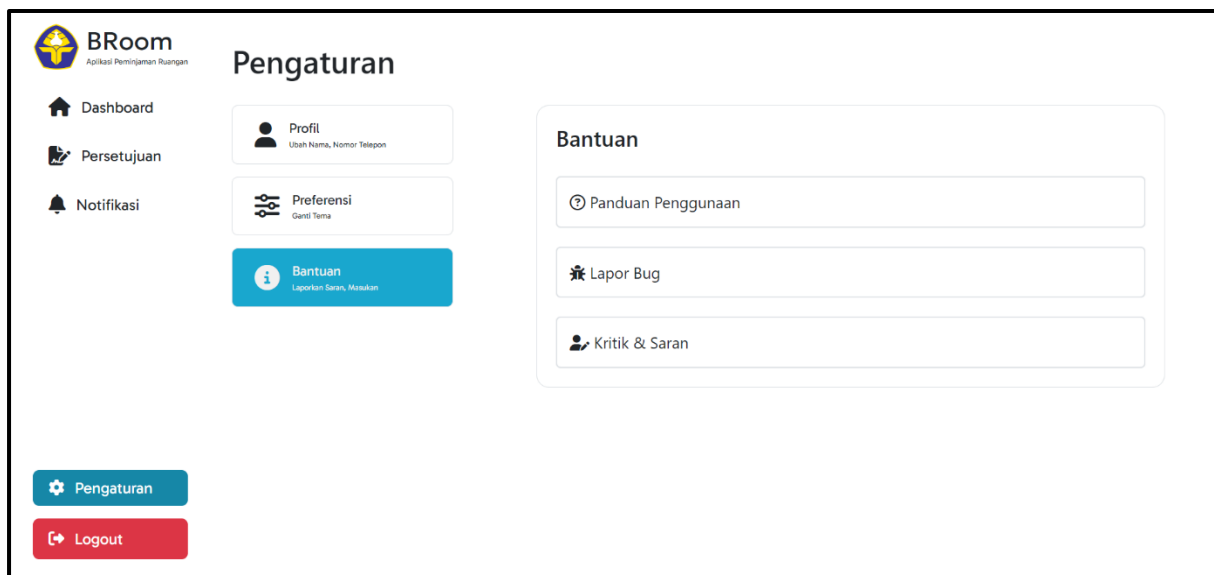 BRoom
Aplikasi Peminjaman Ruangan
Dashboard
Persetujuan
Notifikasi
Pengaturan
Logout
Pengaturan
Profil
Ubah Nama, Nomor Telepon
Preferensi
Ganti Tema
Bantuan
Laporkan Saran, Masukan
Bantuan
Panduan Penggunaan
Lapor Bug
Kritik & Saran